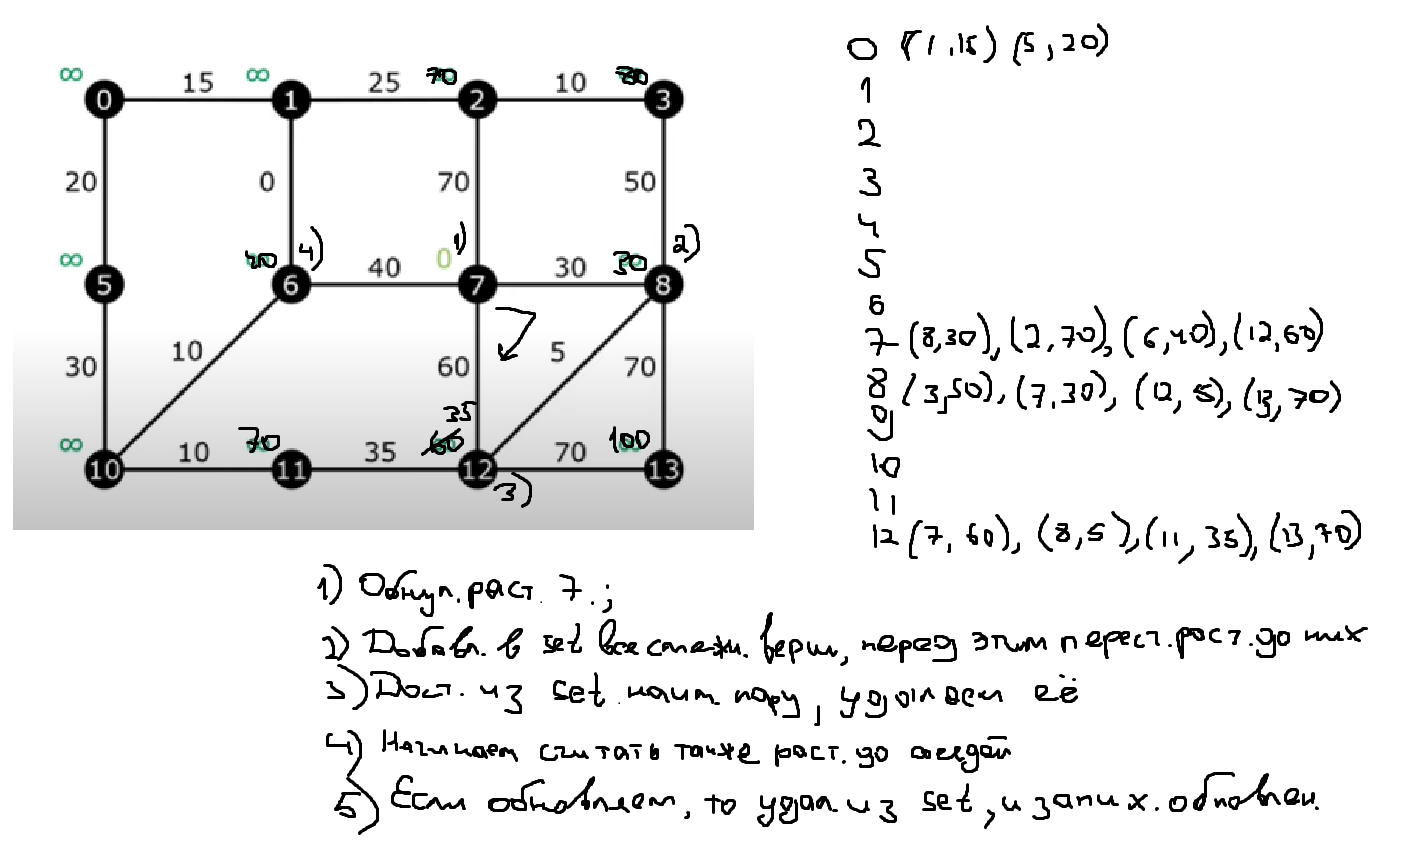 0 (1,15) (5,20)
∞ 15 ∞ 25 70 10 80
0 1 2 3
1
2
20 0 70 50
3
4
∞ 40 4) 40 0 1) 30 30 2)
5 6 7 8
5
6
7 (8,30), (2,70), (6,40), (12,60)
30 10 60 5 70
8 (3,50), (7,30), (12,5), (13,70)
9
∞ 10 70 35 60 35 70 100
10 11 12 13
3)
10
11
12 (7,60), (8,5), (11,35), (13,70)
1) Обнул. раст. 7.;
2) Добавл. в set все смежн. верш, перед этим перест. раст. до них
3) Дост. из set наим. пару, удаляем её
4) Начинаем считать также раст. до соседей
5) Если обновляем, то удал. из set, и запих. обновлен.